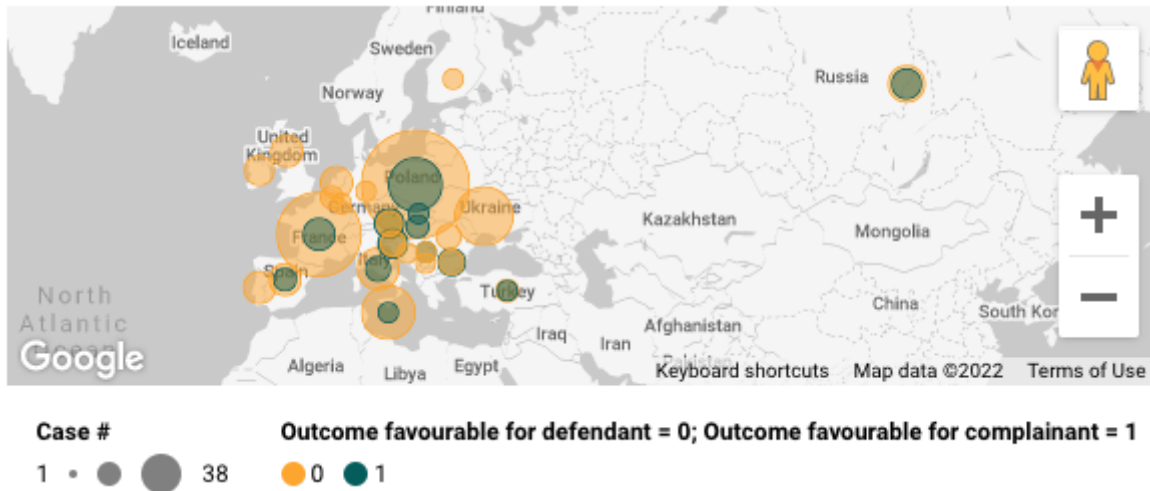 Finland
Iceland
Sweden
Russia
Norway
United
Kingdom
Poland
Germany
Ukraine
Kazakhstan
Mongolia
France
Italy
Spain
Turkey
China
North
Atlantic
Ocean
South Kor
Afghanistan
Iraq
Iran
Pakistan
Google
Algeria
Libya
Egypt
Keyboard shortcuts Map data ©2022 Terms of Use
Case # Outcome favourable for defendant = 0; Outcome favourable for complainant = 1
1 38 0 1